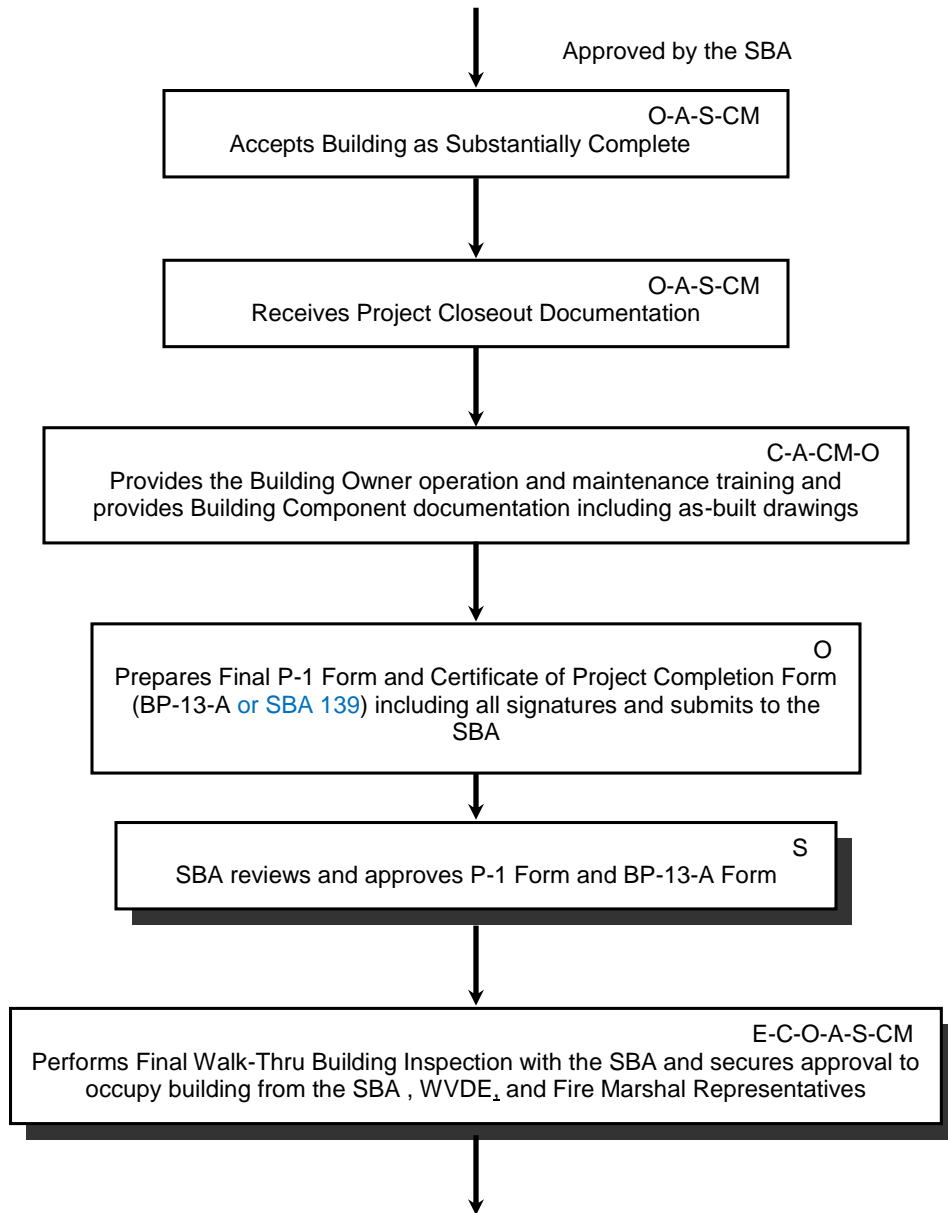 Approved by the SBA
O-A-S-CM
Accepts Building as Substantially Complete
O-A-S-CM
Receives Project Closeout Documentation
C-A-CM-O
Provides the Building Owner operation and maintenance training and
provides Building Component documentation including as-built drawings
O
Prepares Final P-1 Form and Certificate of Project Completion Form
(BP-13-A or SBA 139) including all signatures and submits to the
SBA
S
SBA reviews and approves P-1 Form and BP-13-A Form
E-C-O-A-S-CM
Performs Final Walk-Thru Building Inspection with the SBA and secures approval to
occupy building from the SBA , WVDE, and Fire Marshal Representatives